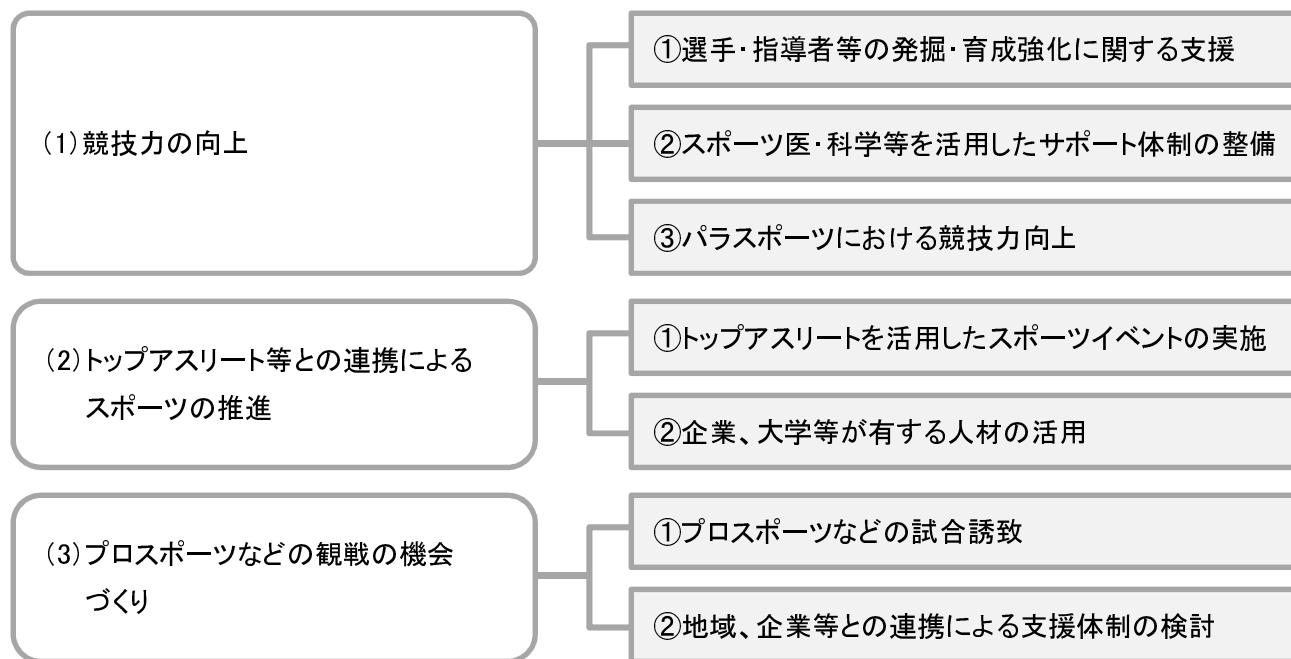 (1)競技力の向上
①選手・指導者等の発掘・育成強化に関する支援
②スポーツ医・科学等を活用したサポート体制の整備
③パラスポーツにおける競技力向上
(2)トップアスリート等との連携による
スポーツの推進
①トップアスリートを活用したスポーツイベントの実施
②企業、大学等が有する人材の活用
(3)プロスポーツなどの観戦の機会
づくり
①プロスポーツなどの試合誘致
②地域、企業等との連携による支援体制の検討